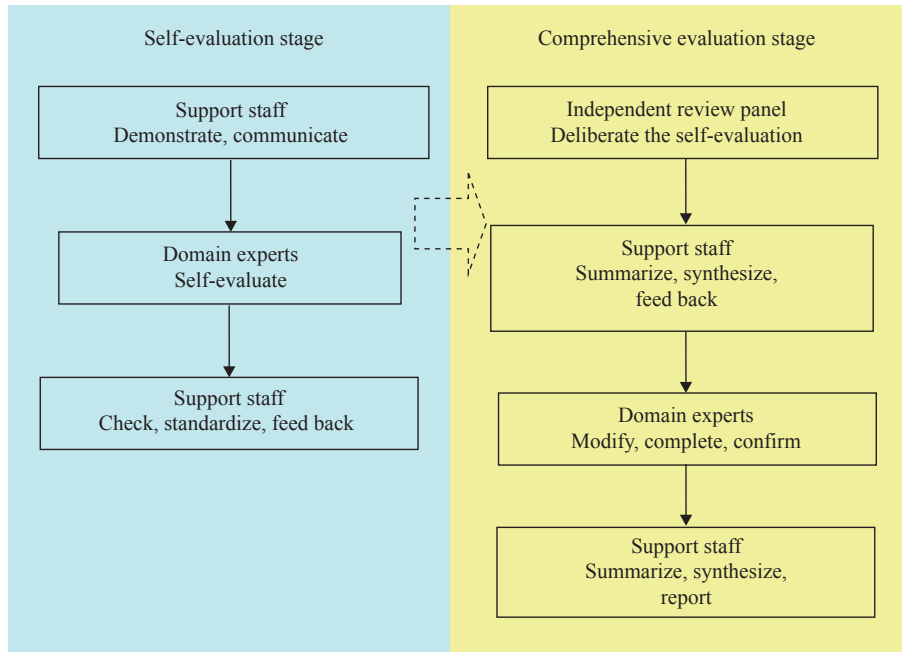 Self-evaluation stage
Support staff
Demonstrate, communicate
Domain experts
Self-evaluate
Support staff
Check, standardize, feed back
Comprehensive evaluation stage
Independent review panel
Deliberate the self-evaluation
Support staff
Summarize, synthesize,
feed back
Domain experts
Modify, complete, confirm
Support staff
Summarize, synthesize,
report